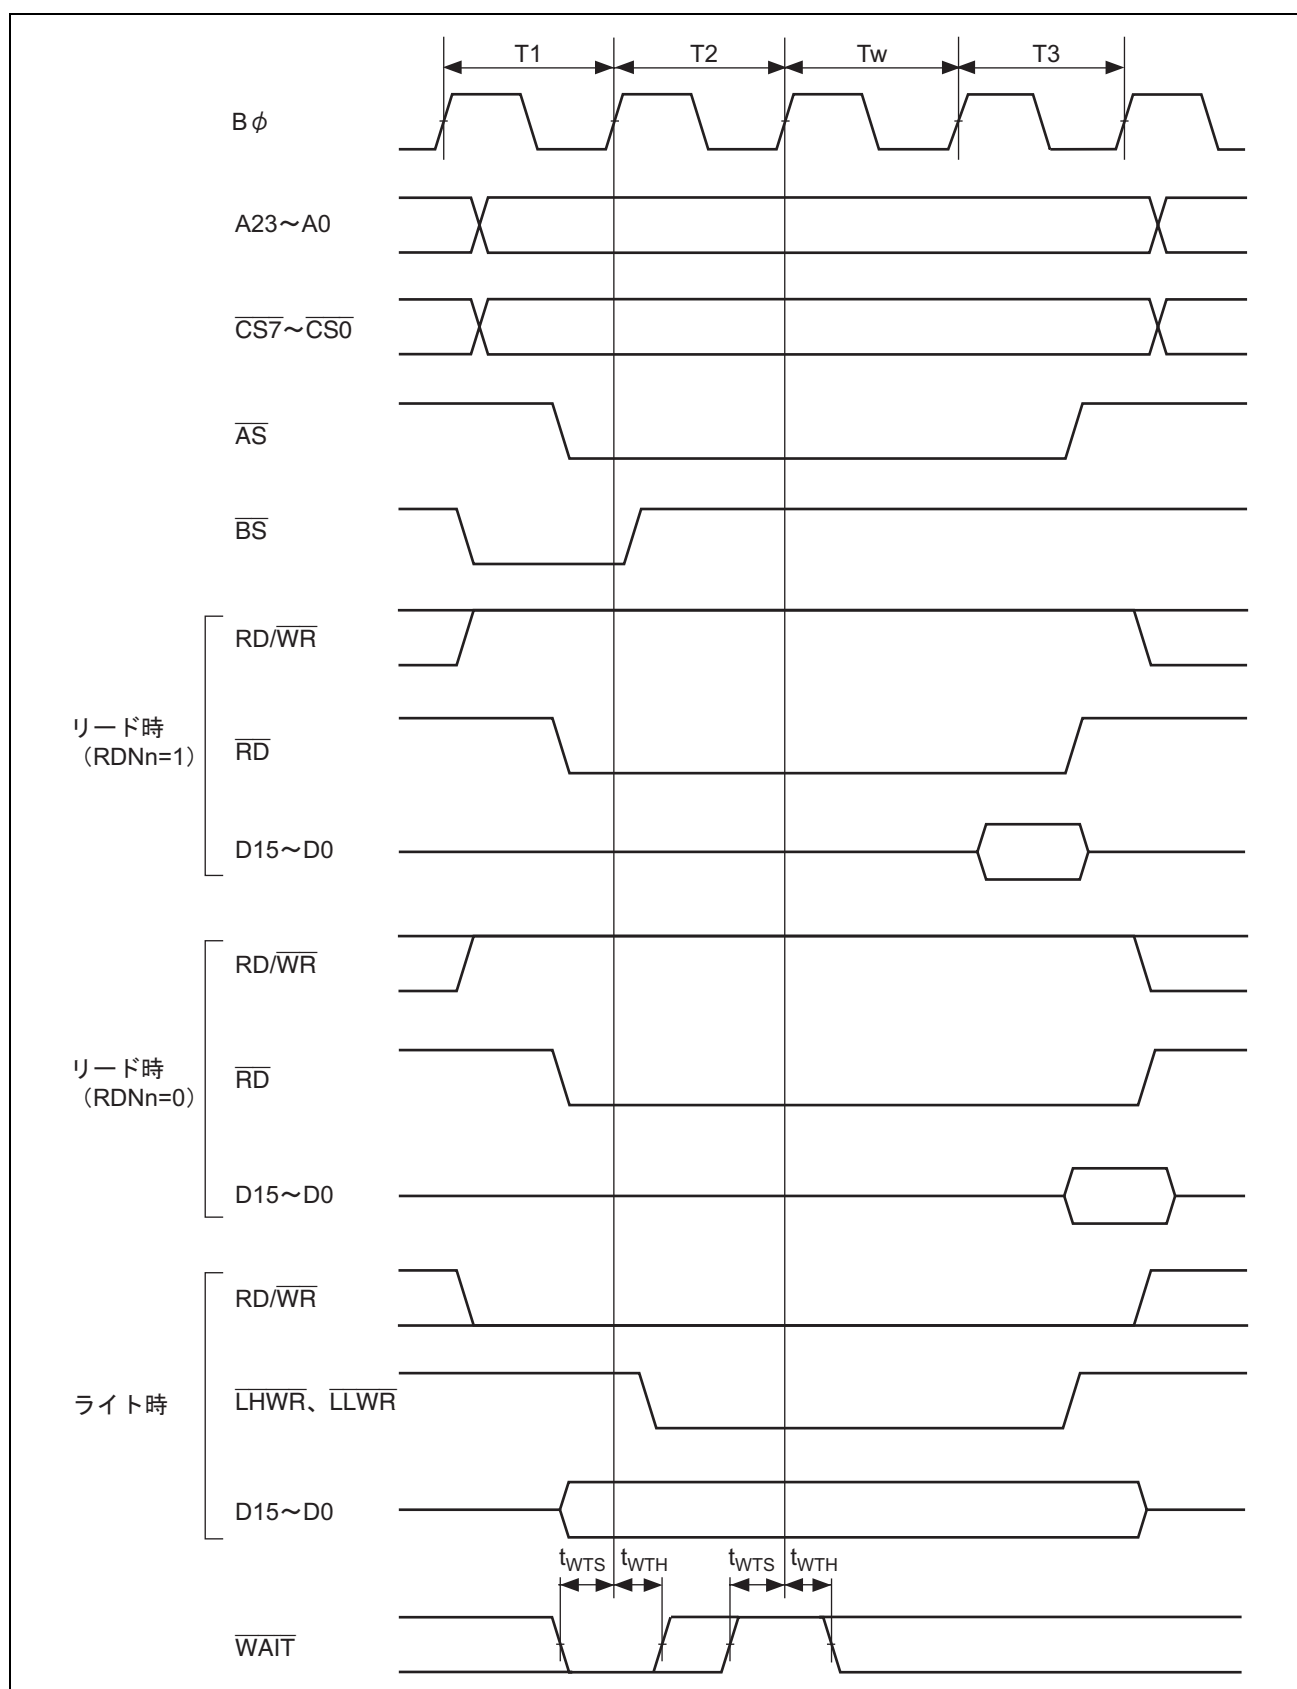 T1 T2 Tw T3
Bφ
A23～A0
CS7～CS0
AS
BS
RD/WR
リード時
（RDNn=1）
RD
D15～D0
RD/WR
リード時
（RDNn=0）
RD
D15～D0
RD/WR
ライト時
LHWR、LLWR
D15～D0
tWTS tWTH tWTS tWTH
WAIT